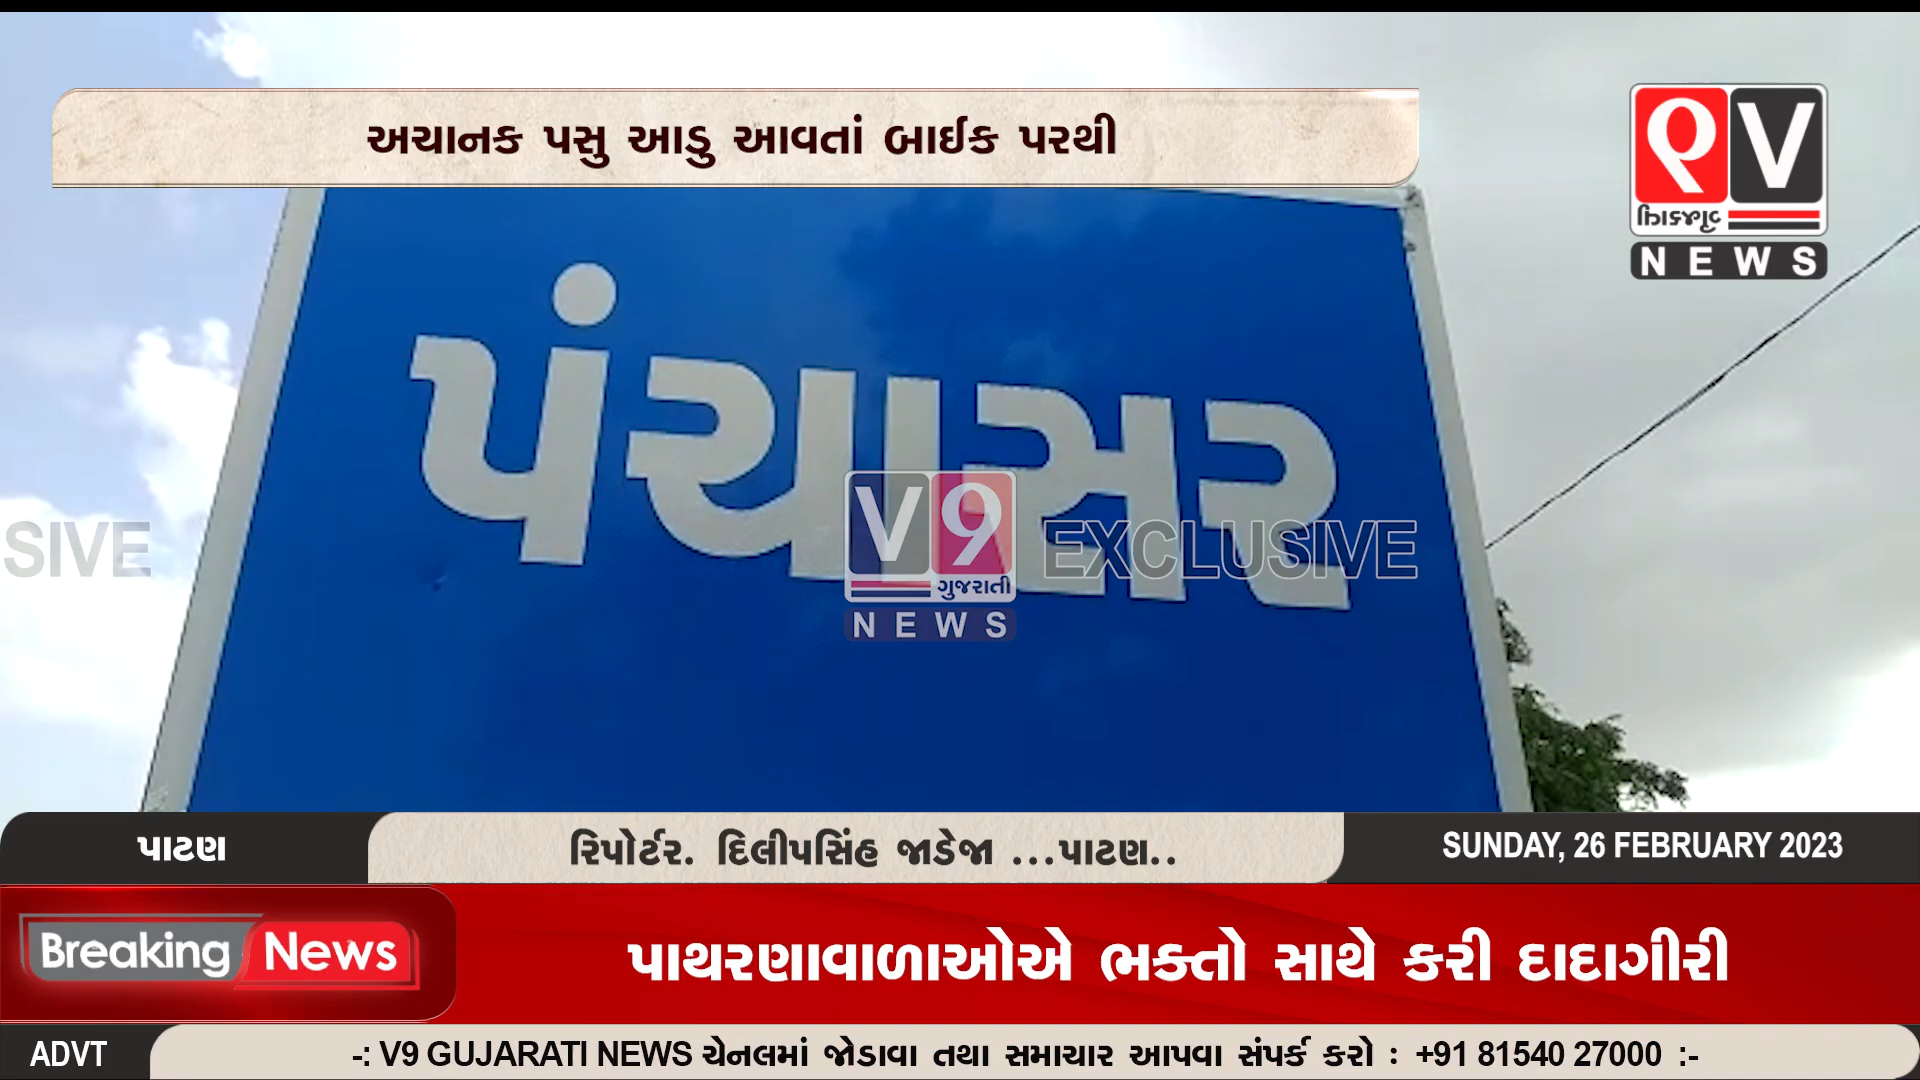 અચાનક પસુ આડુ આવતાં બાઈક પરથી
NEWS
પંચાસર
SIVE
V9
ગુજરાતી
NEWS
EXCLUSIVE
પાટણ
રિપોર્ટર. દિલીપસિંહ જાડેજા ...પાટણ..
SUNDAY, 26 FEBRUARY 2023
Breaking News
પાથરણાવાળાઓએ ભક્તો સાથે કરી દાદાગીરી
ADVT
-: V9 GUJARATI NEWS ચેનલમાં જોડાવા તથા સમાચાર આપવા સંપર્ક કરો : +91 81540 27000 :-